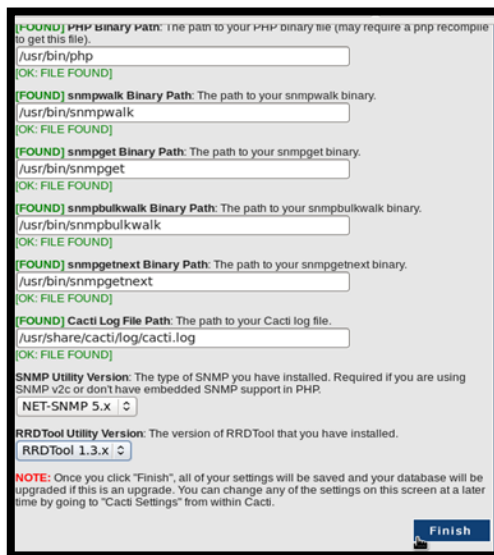 [FOUND] PHP Binary Path: The path to your PHP binary file (may require a php recompile
to get this file).
/usr/bin/php
[OK: FILE FOUND]
[FOUND] snmpwalk Binary Path: The path to your snmpwalk binary.
/usr/bin/snmpwalk
[OK: FILE FOUND]
[FOUND] snmpget Binary Path: The path to your snmpget binary.
/usr/bin/snmpget
[OK: FILE FOUND]
[FOUND] snmpbulkwalk Binary Path: The path to your snmpbulkwalk binary.
/usr/bin/snmpbulkwalk
[OK: FILE FOUND]
[FOUND] snmpgetnext Binary Path: The path to your snmpgetnext binary.
/usr/bin/snmpgetnext
[OK: FILE FOUND]
[FOUND] Cacti Log File Path: The path to your Cacti log file.
/usr/share/cacti/log/cacti.log
[OK: FILE FOUND]
SNMP Utility Version: The type of SNMP you have installed. Required if you are using
SNMP v2c or don't have embedded SNMP support in PHP.
NET-SNMP 5.x
RRDTool Utility Version: The version of RRDTool that you have installed.
RRDTool 1.3.x
NOTE: Once you click "Finish", all of your settings will be saved and your database will be
upgraded if this is an upgrade. You can change any of the settings on this screen at a later
time by going to "Cacti Settings" from within Cacti.
Finish